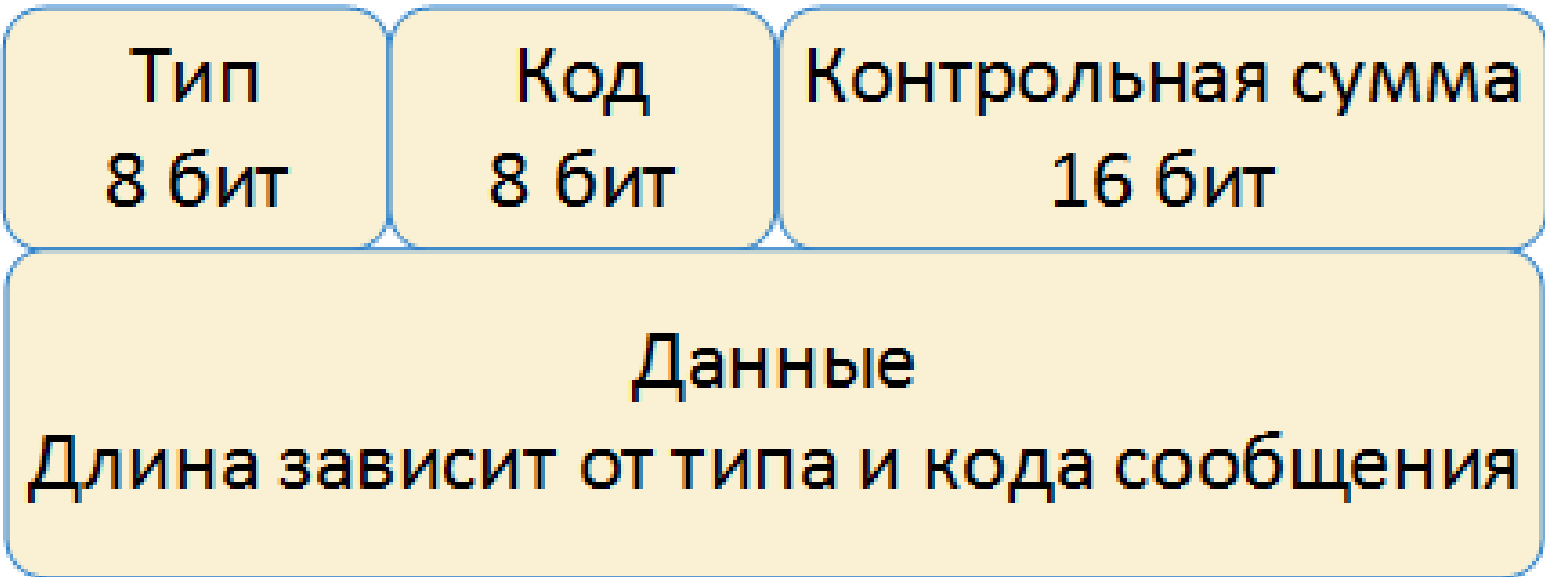 Тип
8 бит
Код
8 бит
Контрольная сумма
16 бит
Данные
Длина зависит от типа и кода сообщения